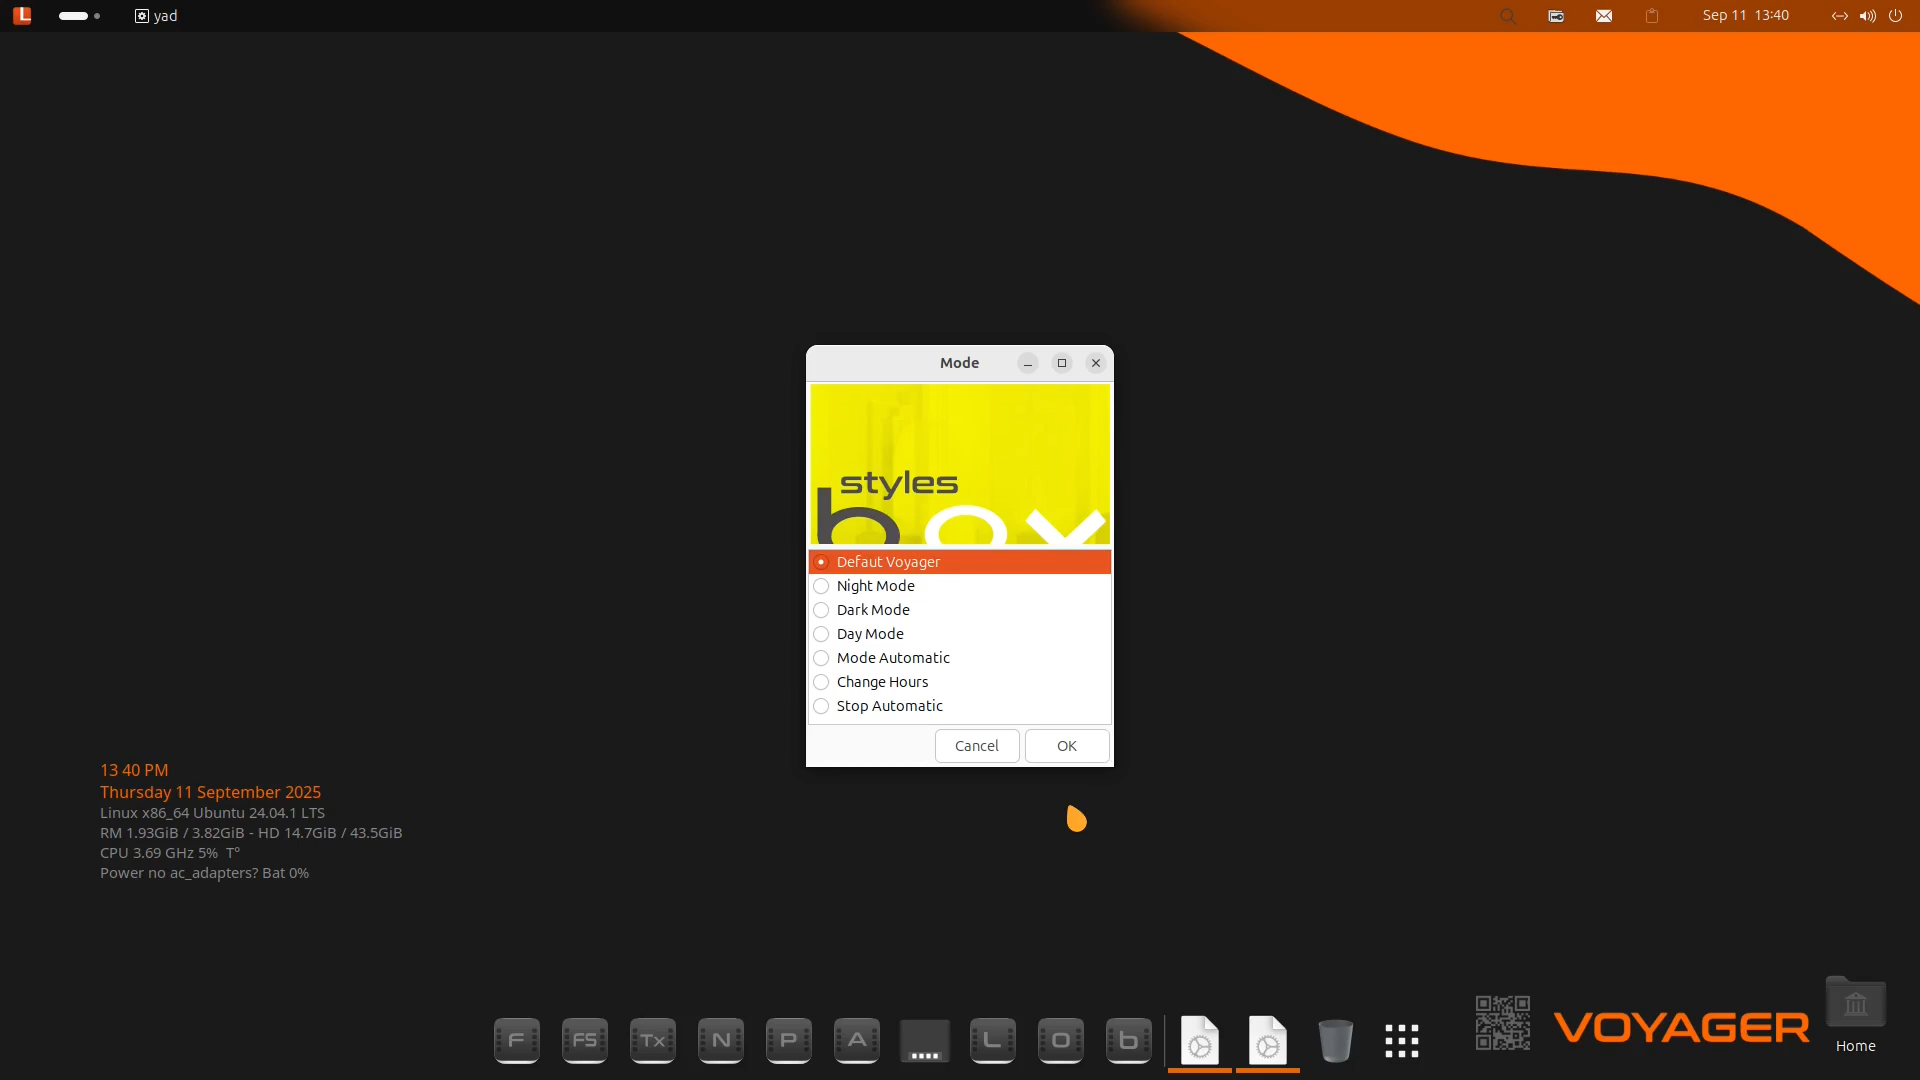 yad
Sep 11 13:40
Mode
styles
box
Defaut Voyager
Night Mode
Dark Mode
Day Mode
Mode Automatic
Change Hours
Stop Automatic
Cancel
OK
13 40 PM
Thursday 11 September 2025
Linux x86_64 Ubuntu 24.04.1 LTS
RM 1.93GiB / 3.82GiB - HD 14.7GiB / 43.5GiB
CPU 3.69 GHz 5% T°
Power no ac_adapters? Bat 0%
F
FS
Tx
N
P
A
L
O
b
VOYAGER
Home